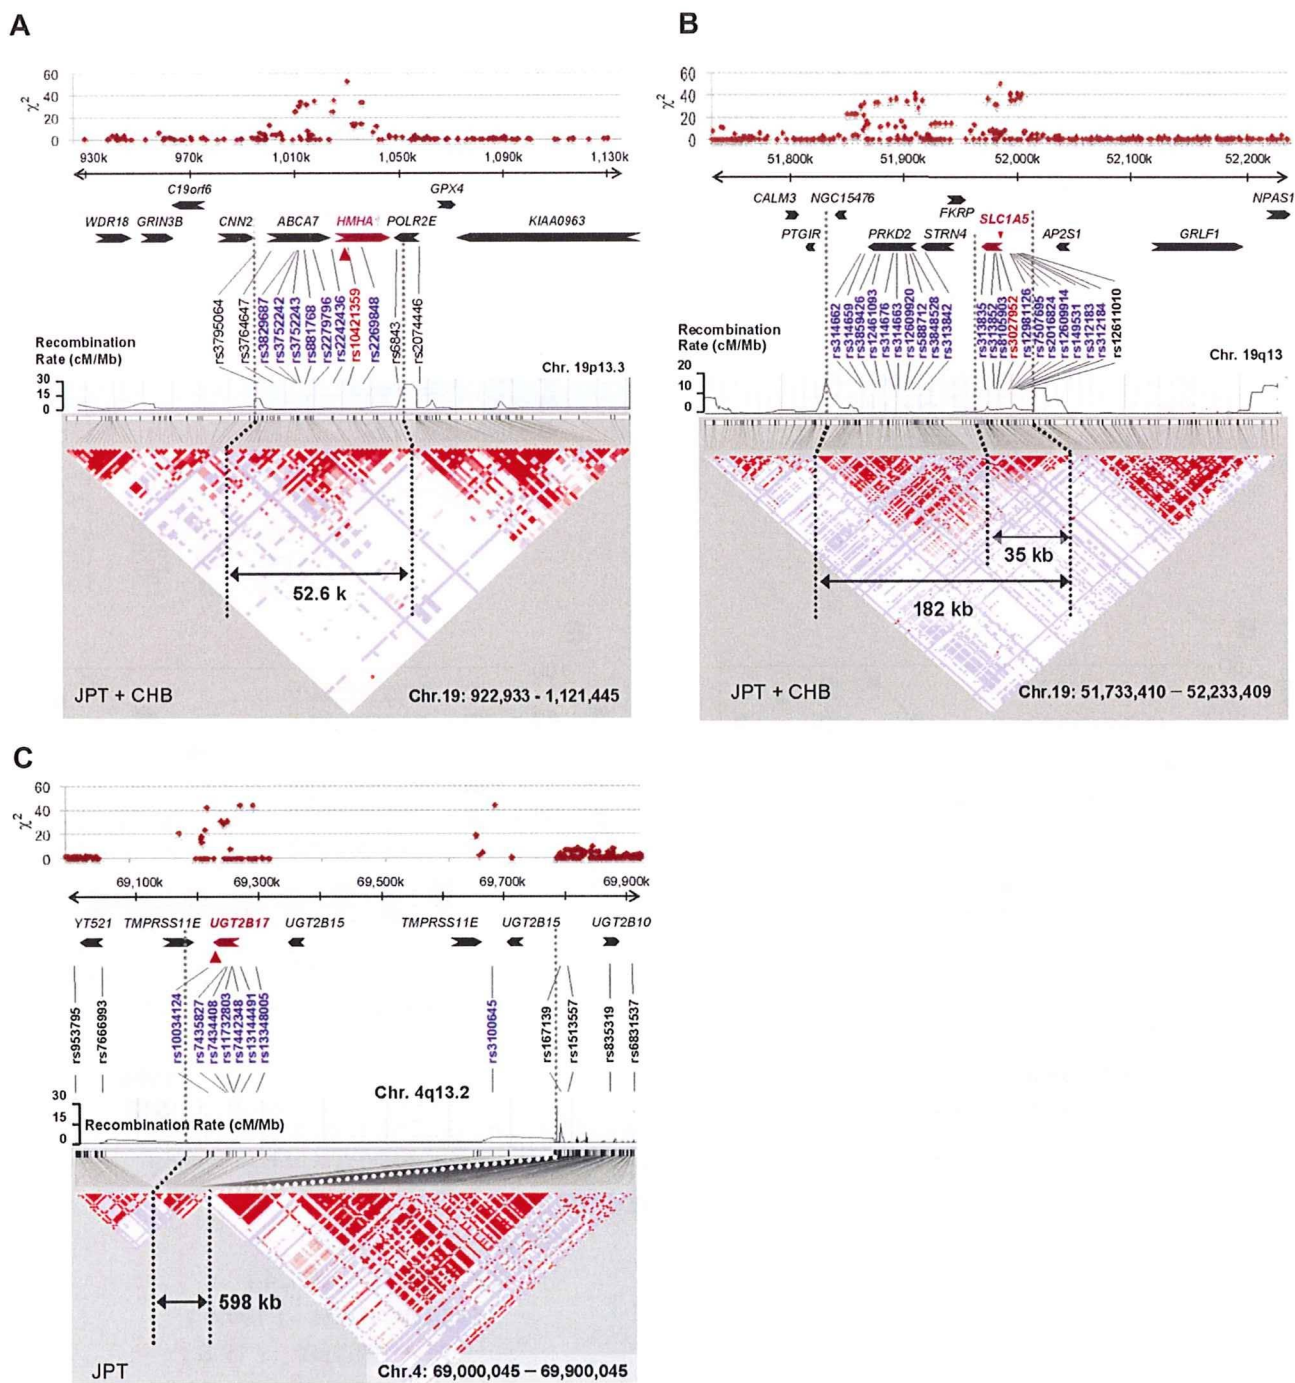 A
χ²
60
40
20
0
930k 970k 1,010k 1,050k 1,090k 1,130k
C19orf6 GPX4
WDR18 GRIN3B CNN2 ABCA7 HMHA POLR2E KIAA0963
rs3795064
rs3764647
rs3829687
rs3752242
rs3752243
rs881768
rs2279796
rs2242436
rs10421359
rs2269848
rs6843
rs2074446
Recombination
Rate (cM/Mb)
Chr. 19p13.3
30
15
0
52.6 k
JPT + CHB
Chr.19: 922,933 - 1,121,445
B
χ²
60
40
20
0
51,800k 51,900k 52,000k 52,100k 52,200k
CALM3 NGC15476 FKRP SLC1A5 NPAS1
PTGIR PRKD2 STRN4 AP2S1 GRLF1
rs314662
rs314659
rs3859426
rs12461093
rs314676
rs314663
rs12609920
rs5887712
rs3848528
rs313842
rs313835
rs313852
rs8105903
rs3027952
rs12981126
rs7507695
rs2016824
rs12609914
rs149531
rs312183
rs312184
rs12611010
Recombination
Rate (cM/Mb)
Chr. 19q13
20
10
0
35 kb
182 kb
JPT + CHB
Chr.19: 51,733,410 – 52,233,409
C
χ²
60
40
20
0
69,100k 69,300k 69,500k 69,700k 69,900k
YT521 TMPRSS11E UGT2B17 UGT2B15 TMPRSS11E UGT2B15 UGT2B10
rs953795
rs7666993
rs10034124
rs7435827
rs7434408
rs11732803
rs7442348
rs13144491
rs13348005
rs3100645
rs167139
rs1513557
rs835319
rs6831537
Chr. 4q13.2
30
15
0
Recombination Rate (cM/Mb)
598 kb
JPT
Chr.4: 69,000,045 – 69,900,045